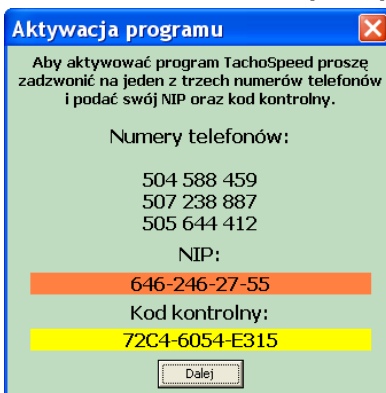 Aktywacja programu
Aby aktywować program TachoSpeed proszę
zadzwonić na jeden z trzech numerów telefonów
i podać swój NIP oraz kod kontrolny.
Numery telefonów:
504 588 459
507 238 887
505 644 412
NIP:
646-246-27-55
Kod kontrolny:
72C4-6054-E315
Dalej